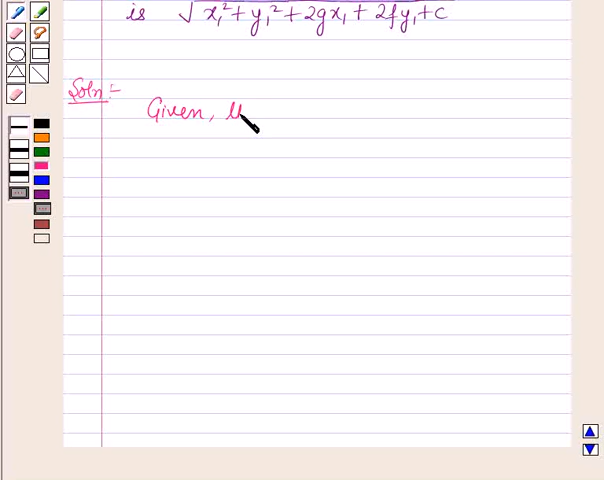 is √x₁² + y₁² + 2gx₁ + 2fy₁ + c
Soln:-
Given,